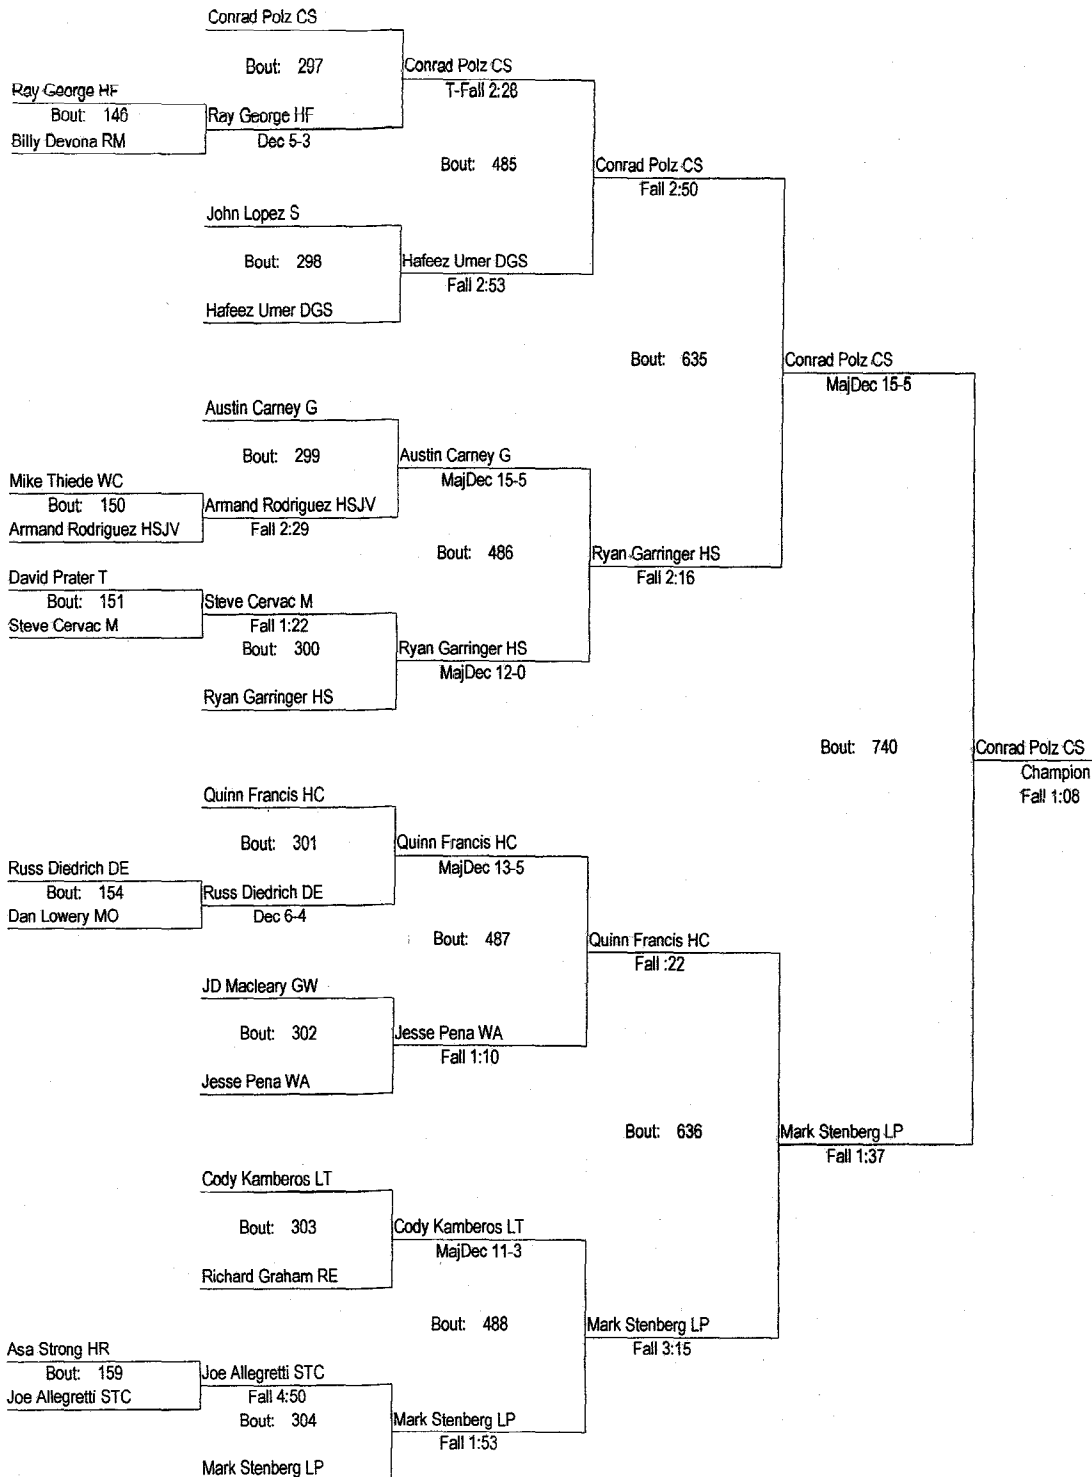 Conrad Polz CS
Bout: 297
Conrad Polz CS
T-Fall 2:28
Ray George HF
Bout: 146
Ray George HF
Billy Devona RM
Dec 5-3
Bout: 485
Conrad Polz CS
Fall 2:50
John Lopez S
Bout: 298
Hafeez Umer DGS
Fall 2:53
Hafeez Umer DGS
Bout: 635
Conrad Polz CS
MajDec 15-5
Austin Carney G
Bout: 299
Austin Carney G
MajDec 15-5
Mike Thiede WC
Bout: 150
Armand Rodriguez HSJV
Armand Rodriguez HSJV
Fall 2:29
Bout: 486
Ryan Garringer HS
Fall 2:16
David Prater T
Bout: 151
Steve Cervac M
Steve Cervac M
Fall 1:22
Bout: 300
Ryan Garringer HS
MajDec 12-0
Ryan Garringer HS
Bout: 740
Conrad Polz CS
Champion
Fall 1:08
Quinn Francis HC
Bout: 301
Quinn Francis HC
MajDec 13-5
Russ Diedrich DE
Bout: 154
Russ Diedrich DE
Dan Lowery MO
Dec 6-4
Bout: 487
Quinn Francis HC
Fall :22
JD Macleary GW
Bout: 302
Jesse Pena WA
Fall 1:10
Jesse Pena WA
Bout: 636
Mark Stenberg LP
Fall 1:37
Cody Kamberos LT
Bout: 303
Cody Kamberos LT
MajDec 11-3
Richard Graham RE
Bout: 488
Mark Stenberg LP
Fall 3:15
Asa Strong HR
Bout: 159
Joe Allegretti STC
Joe Allegretti STC
Fall 4:50
Bout: 304
Mark Stenberg LP
Fall 1:53
Mark Stenberg LP